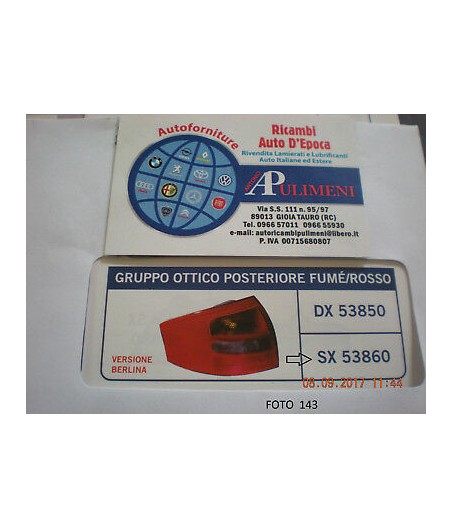 Autoforniture
Ricambi
Auto D'Epoca
Rivendita Lamierati e Lubrificanti
Auto Italiane ed Estere
APULIMENI
Via S.S. 111 n. 95/97
89013 GIOIA TAURO (RC)
Tel. 0966 57011 0966 55930
e-mail: autoricambipulimeni@libero.it
P. IVA 00715680807
GRUPPO OTTICO POSTERIORE FUMÉ/ROSSO
DX 53850
VERSIONE
BERLINA
SX 53860
08.09.2017 11:44
FOTO 143